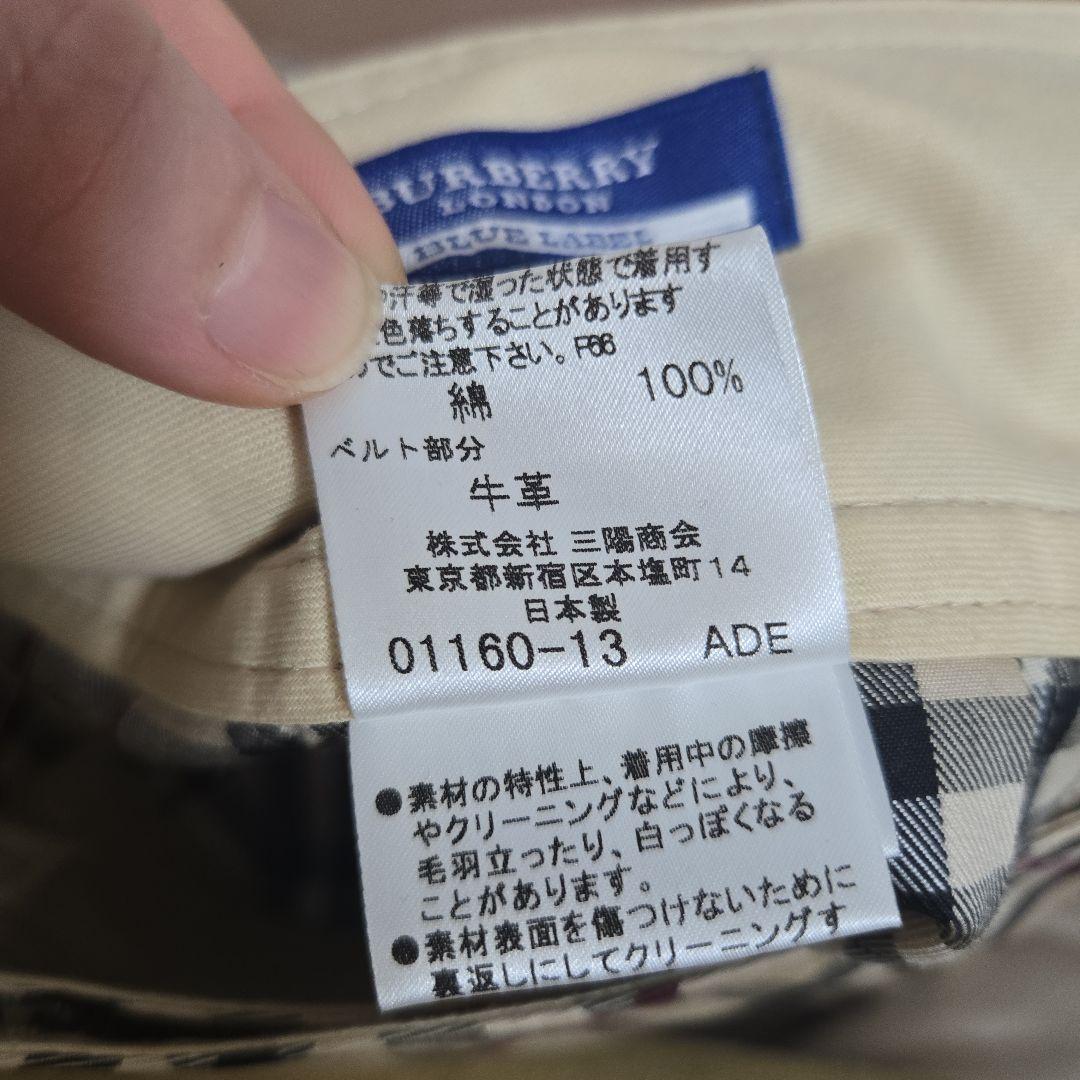 BURBERRY
LONDON
BLUE LABEL
汗等で湿った状態で着用す
色落ちすることがあります
でご注意下さい。F66
綿 100%
ベルト部分
牛革
株式会社 三陽商会
東京都新宿区本塩町14
日本製
01160-13 ADE
●素材の特性上、着用中の摩擦
やクリーニングなどにより、
毛羽立ったり、白っぽくなる
ことがあります。
●素材表面を傷つけないために
裏返しにしてクリーニングす